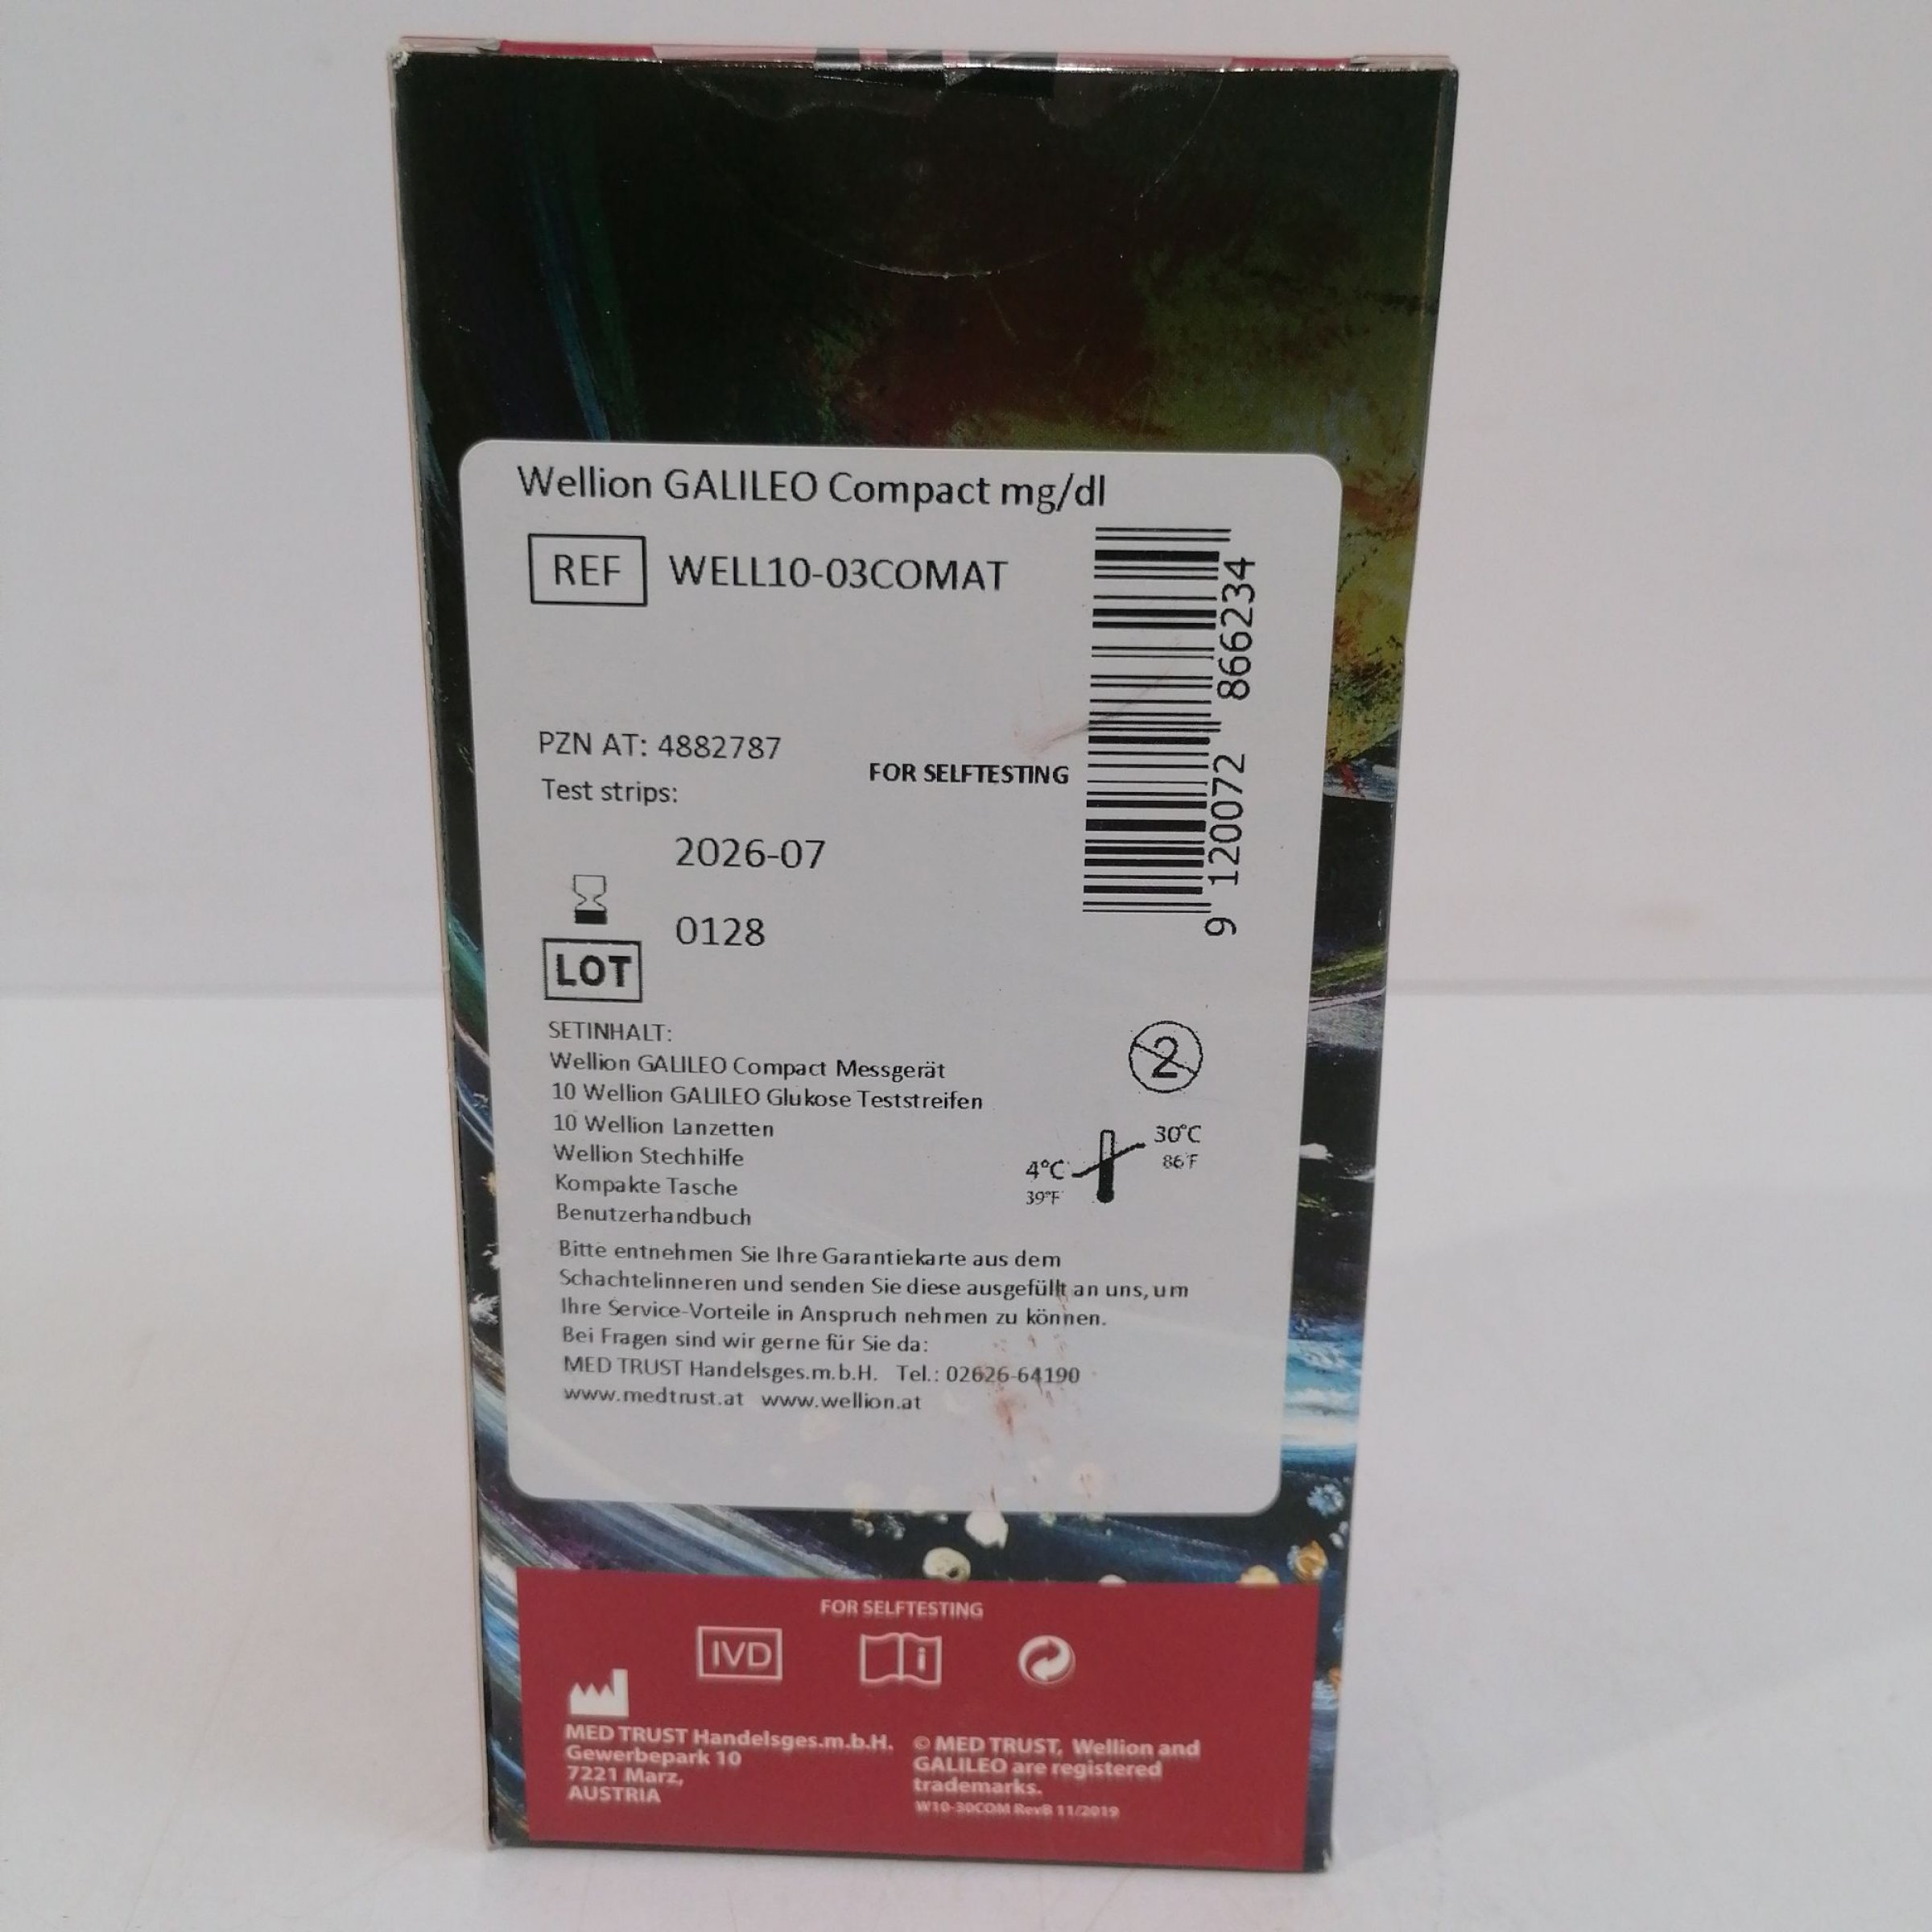 Wellion GALILEO Compact mg/dl
REF WELL10-03COMAT
9 120072 866234
PZN AT: 4882787
FOR SELFTESTING
Test strips:
2026-07
0128
LOT
SETINHALT:
Wellion GALILEO Compact Messgerät
10 Wellion GALILEO Glukose Teststreifen
10 Wellion Lanzetten
Wellion Stechhilfe
Kompakte Tasche
Benutzerhandbuch
2
30°C
86°F
4°C
39°F
Bitte entnehmen Sie Ihre Garantiekarte aus dem
Schachtelinneren und senden Sie diese ausgefüllt an uns, um
Ihre Service-Vorteile in Anspruch nehmen zu können.
Bei Fragen sind wir gerne für Sie da:
MED TRUST Handelsges.m.b.H. Tel.: 02626-64190
www.medtrust.at www.wellion.at
FOR SELFTESTING
IVD
i
MED TRUST Handelsges.m.b.H.
Gewerbepark 10
7221 Marz,
AUSTRIA
© MED TRUST, Wellion and
GALILEO are registered
trademarks.
W10-30COM RevB 11/2019